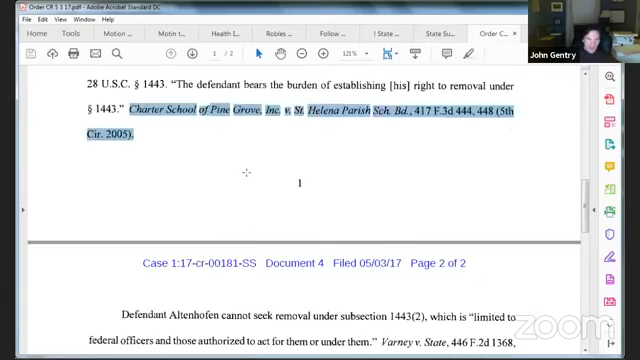 Order CR 5 3 17.pdf - Adobe Acrobat Standard DC
File Edit View Window Help
Home Tools
Motion ...
Motin t...
Health I...
Robins v...
Follow ...
I State ...
State Su...
Order C... ×
1 / 2
121%
John Gentry
28 U.S.C. § 1443. “The defendant bears the burden of establishing [his] right to removal under
§ 1443.” Charter School of Pine Grove, Inc. v. St. Helena Parish Sch. Bd., 417 F.3d 444, 448 (5th
Cir. 2005).
1
Case 1:17-cr-00181-SS Document 4 Filed 05/03/17 Page 2 of 2
Defendant Altenhofen cannot seek removal under subsection 1443(2), which is “limited to
federal officers and those authorized to act for them or under them.” Varney v. State, 446 F.2d 1368,
zoom